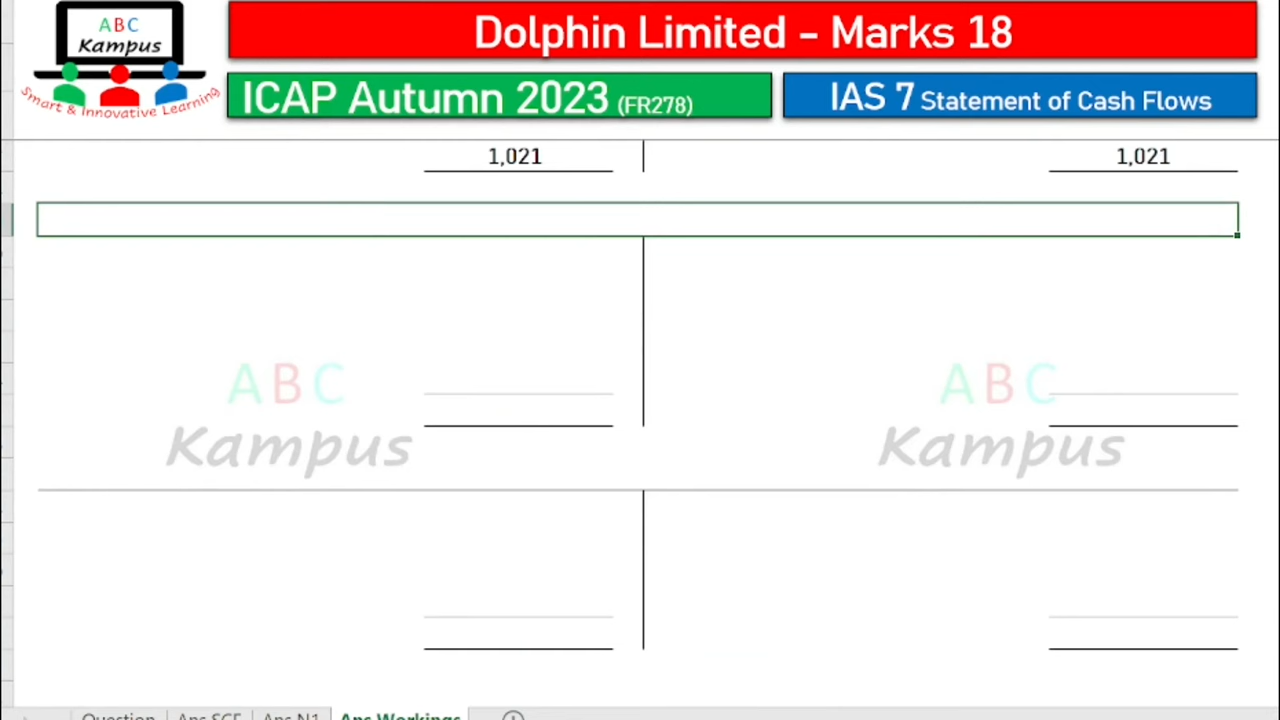 ABC
Kampus
Smart & Innovative Learning
Dolphin Limited - Marks 18
ICAP Autumn 2023 (FR278)
IAS 7 Statement of Cash Flows
1,021
1,021
ABC
Kampus
ABC
Kampus
Question
Ans SCF
Ans N1
Ans Workings